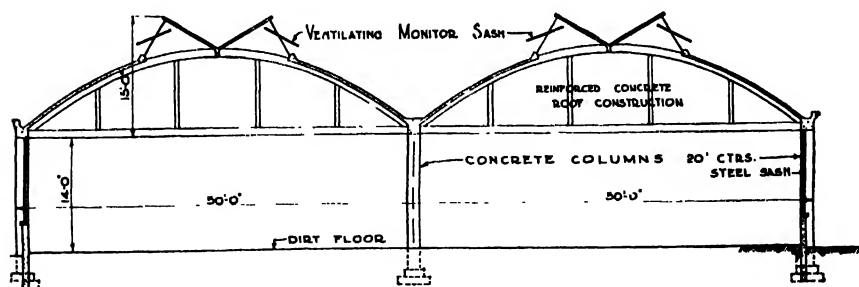 VENTILATING MONITOR SASH
15'-0"
REINFORCED CONCRETE
ROOF CONSTRUCTION
CONCRETE COLUMNS 20' CTRS.
STEEL SASH
14'-0"
50'-0"
50'-0"
DIRT FLOOR